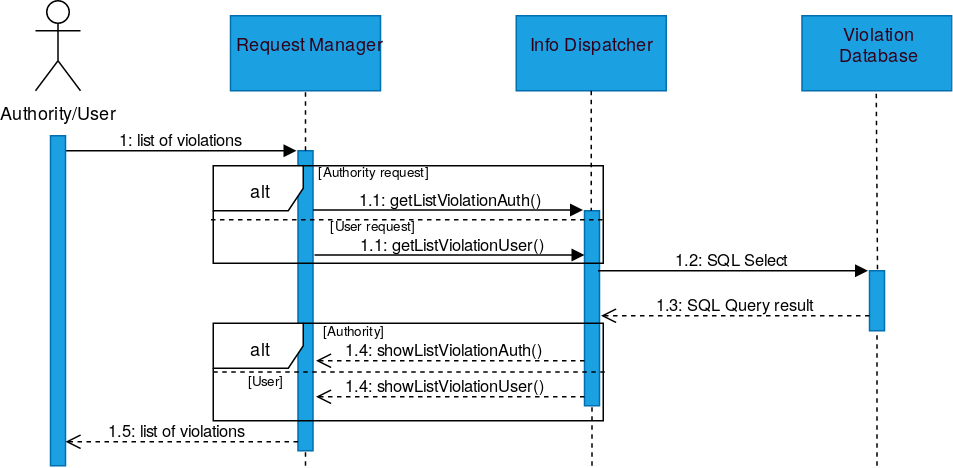 Request Manager
Info Dispatcher
Violation
Database
Authority/User
1: list of violations
[Authority request]
alt
1.1: getListViolationAuth()
[User request]
1.1: getListViolationUser()
1.2: SQL Select
1.3: SQL Query result
[Authority]
alt
1.4: showListViolationAuth()
[User]
1.4: showListViolationUser()
1.5: list of violations